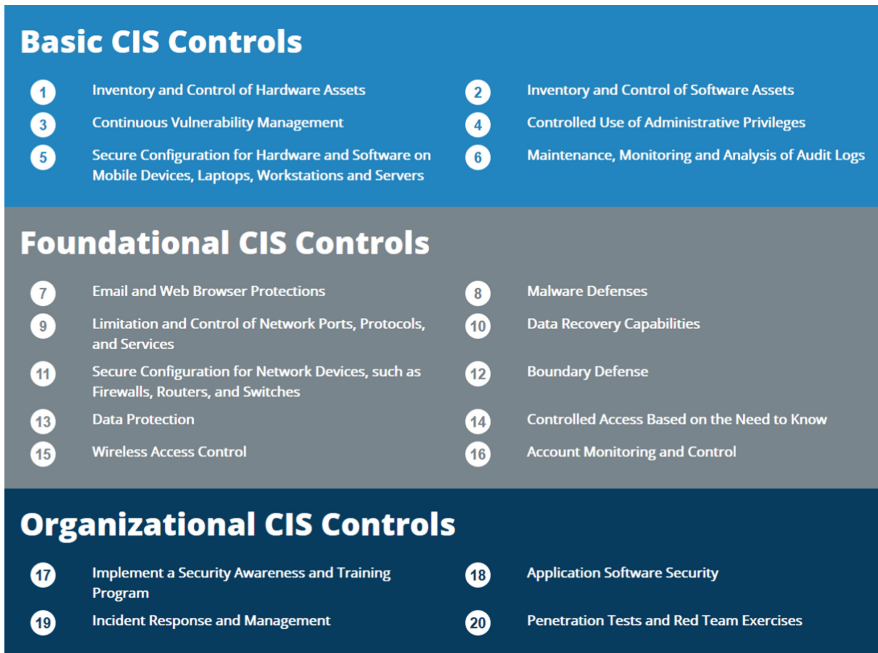 Basic CIS Controls
1 Inventory and Control of Hardware Assets
2 Inventory and Control of Software Assets
3 Continuous Vulnerability Management
4 Controlled Use of Administrative Privileges
5 Secure Configuration for Hardware and Software on
Mobile Devices, Laptops, Workstations and Servers
6 Maintenance, Monitoring and Analysis of Audit Logs
Foundational CIS Controls
7 Email and Web Browser Protections
8 Malware Defenses
9 Limitation and Control of Network Ports, Protocols,
and Services
10 Data Recovery Capabilities
11 Secure Configuration for Network Devices, such as
Firewalls, Routers, and Switches
12 Boundary Defense
13 Data Protection
14 Controlled Access Based on the Need to Know
15 Wireless Access Control
16 Account Monitoring and Control
Organizational CIS Controls
17 Implement a Security Awareness and Training
Program
18 Application Software Security
19 Incident Response and Management
20 Penetration Tests and Red Team Exercises